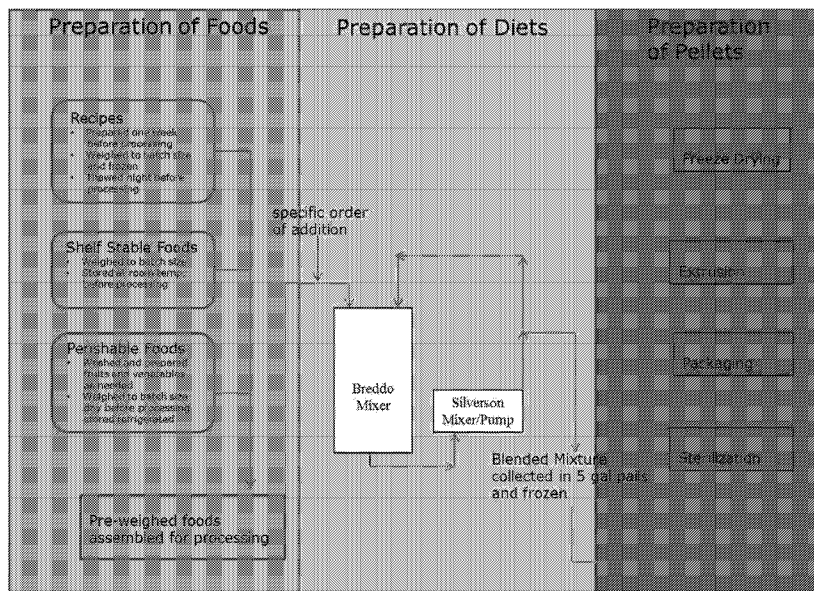 Preparation of Foods
Recipes
• Prepared one week
before processing
• Weighed to batch size
and frozen
• Thawed night before
processing
Shelf Stable Foods
• Weighed to batch size
• Stored at room temp
before processing
Perishable Foods
• Washed and prepared
fruits and vegetables
as needed
• Weighed to batch size
day before processing
stored refrigerated
Pre-weighed foods
assembled for processing
Preparation of Diets
specific order
of addition
Breddo
Mixer
Silverson
Mixer/Pump
Blended Mixture
collected in 5 gal pails
and frozen
Preparation
of Pellets
Freeze Drying
Extrusion
Packaging
Sterilization